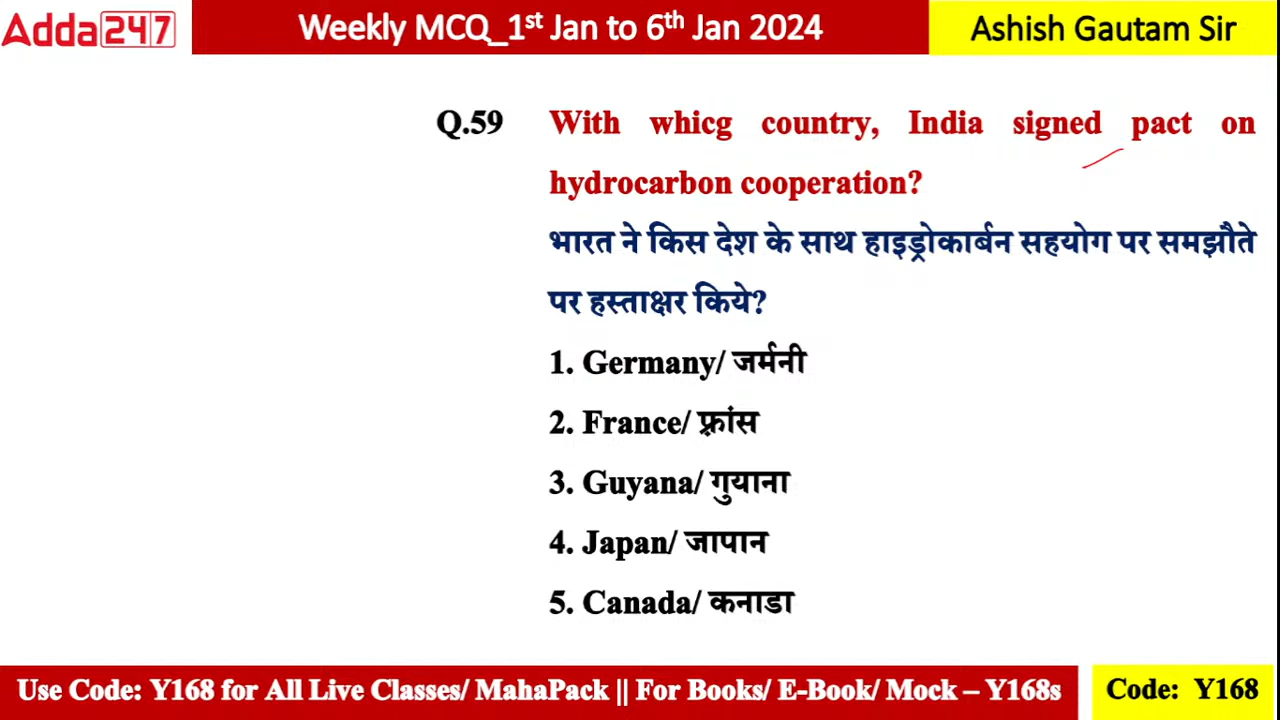 Adda247
Weekly MCQ_1st Jan to 6th Jan 2024
Ashish Gautam Sir
Q.59 With whicg country, India signed pact on
hydrocarbon cooperation?
भारत ने किस देश के साथ हाइड्रोकार्बन सहयोग पर समझौते
पर हस्ताक्षर किये?
1. Germany/ जर्मनी
2. France/ फ़्रांस
3. Guyana/ गुयाना
4. Japan/ जापान
5. Canada/ कनाडा
Use Code: Y168 for All Live Classes/ MahaPack || For Books/ E-Book/ Mock – Y168s
Code: Y168